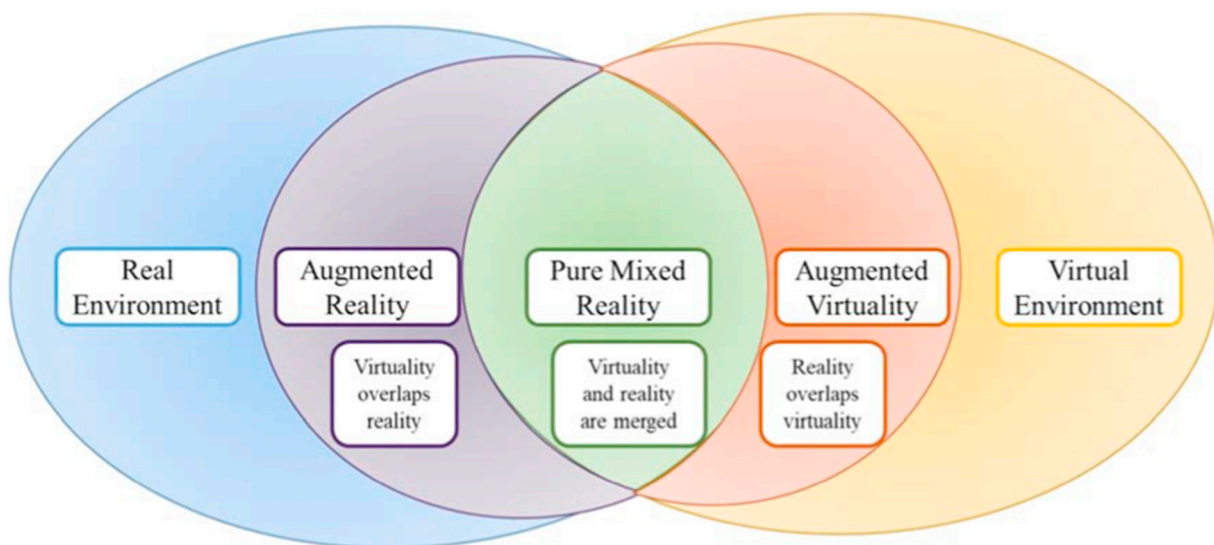 Real
Environment
Augmented
Reality
Pure Mixed
Reality
Augmented
Virtuality
Virtual
Environment
Virtuality
overlaps
reality
Virtuality
and reality
are merged
Reality
overlaps
virtuality